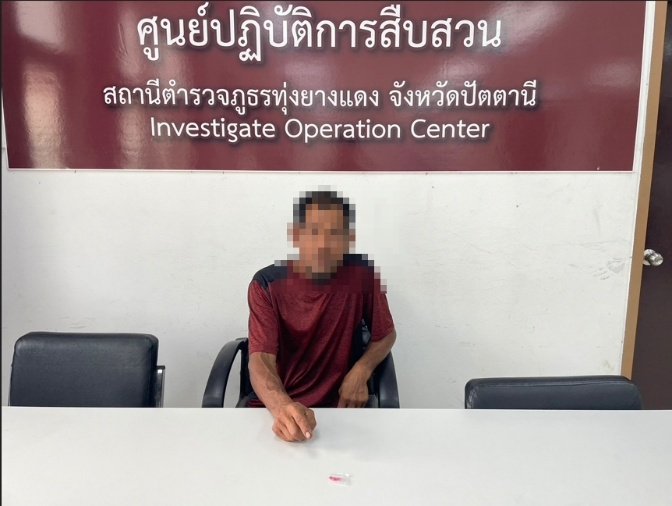 ศูนย์ปฏิบัติการสืบสวน
สถานีตำรวจภูธรทุ่งยางแดง จังหวัดปัตตานี
Investigate Operation Center